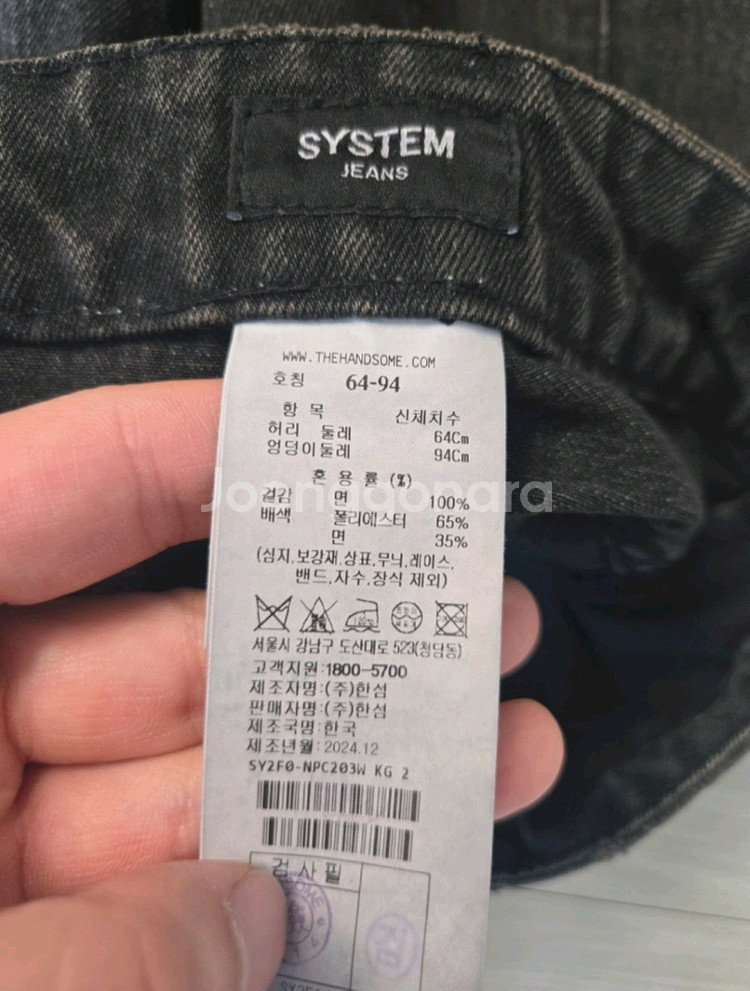 SYSTEM
JEANS
WWW.THEHANDSOME.COM
호칭 64-94
항 목 신체치수
허리 둘레 64Cm
엉덩이둘레 94Cm
혼 용 률 (%)
겉감 면 100%
배색 폴리에스터 65%
면 35%
(심지,보강재,상표,무늬,레이스,
밴드,자수,장식 제외)
서울시 강남구 도산대로 523(청담동)
고객지원:1800-5700
제조자명:(주)한섬
판매자명:(주)한섬
제조국명:한국
제조년월:2024.12
SY2F0-NPC203W KG 2
검 사 필
Joonggonara